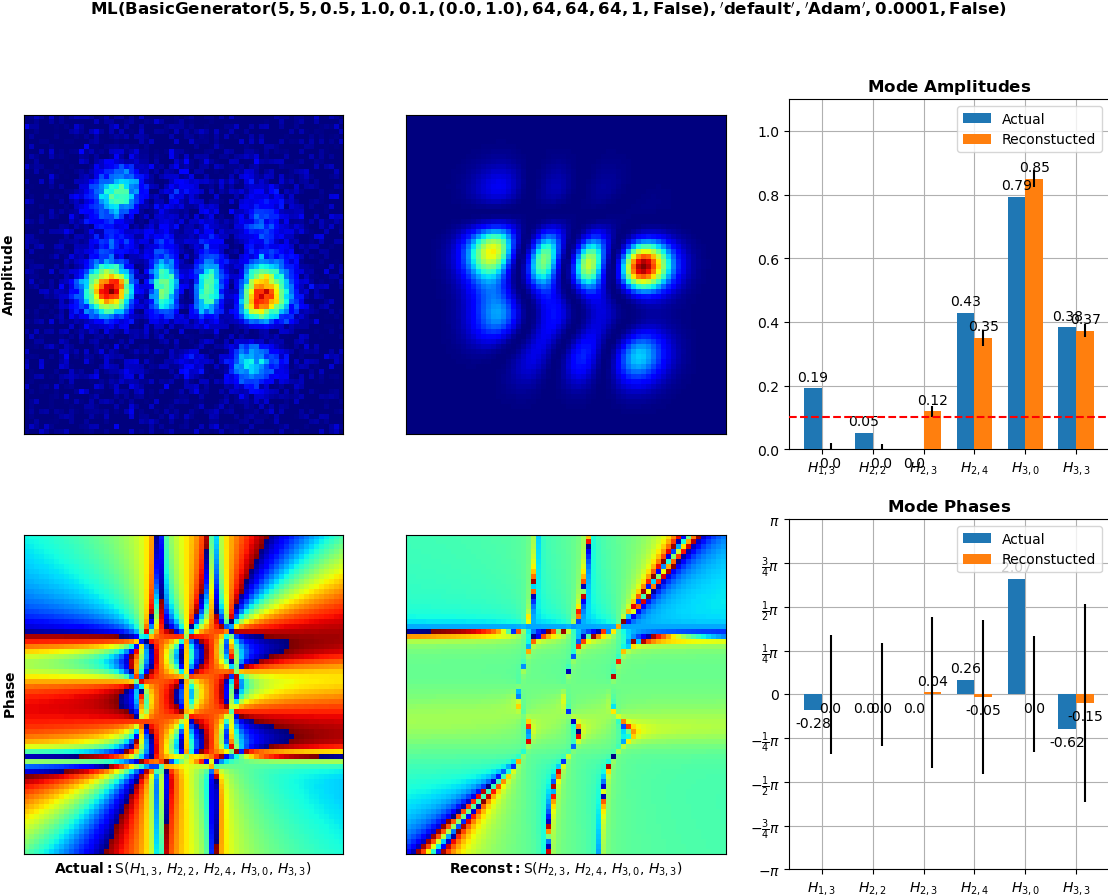 ML(BasicGenerator(5, 5, 0.5, 1.0, 0.1, (0.0, 1.0), 64, 64, 64, 1, False), ′default′, ′Adam′, 0.0001, False)
Amplitude
Mode Amplitudes
Actual
Reconstucted
1.0
0.8
0.6
0.4
0.2
0.0
0.19
0.05
0.0
0.43
0.79
0.38
0.0
0.0
0.12
0.35
0.85
0.37
H1,3
H2,2
H2,3
H2,4
H3,0
H3,3
Phase
Actual: S(H1,3, H2,2, H2,4, H3,0, H3,3)
Reconst: S(H2,3, H2,4, H3,0, H3,3)
Mode Phases
Actual
Reconstucted
π
3/4π
1/2π
1/4π
0
−1/4π
−1/2π
−3/4π
−π
-0.28
0.0
0.0
0.26
2.07
-0.62
0.0
0.0
0.04
-0.05
0.0
-0.15
H1,3
H2,2
H2,3
H2,4
H3,0
H3,3